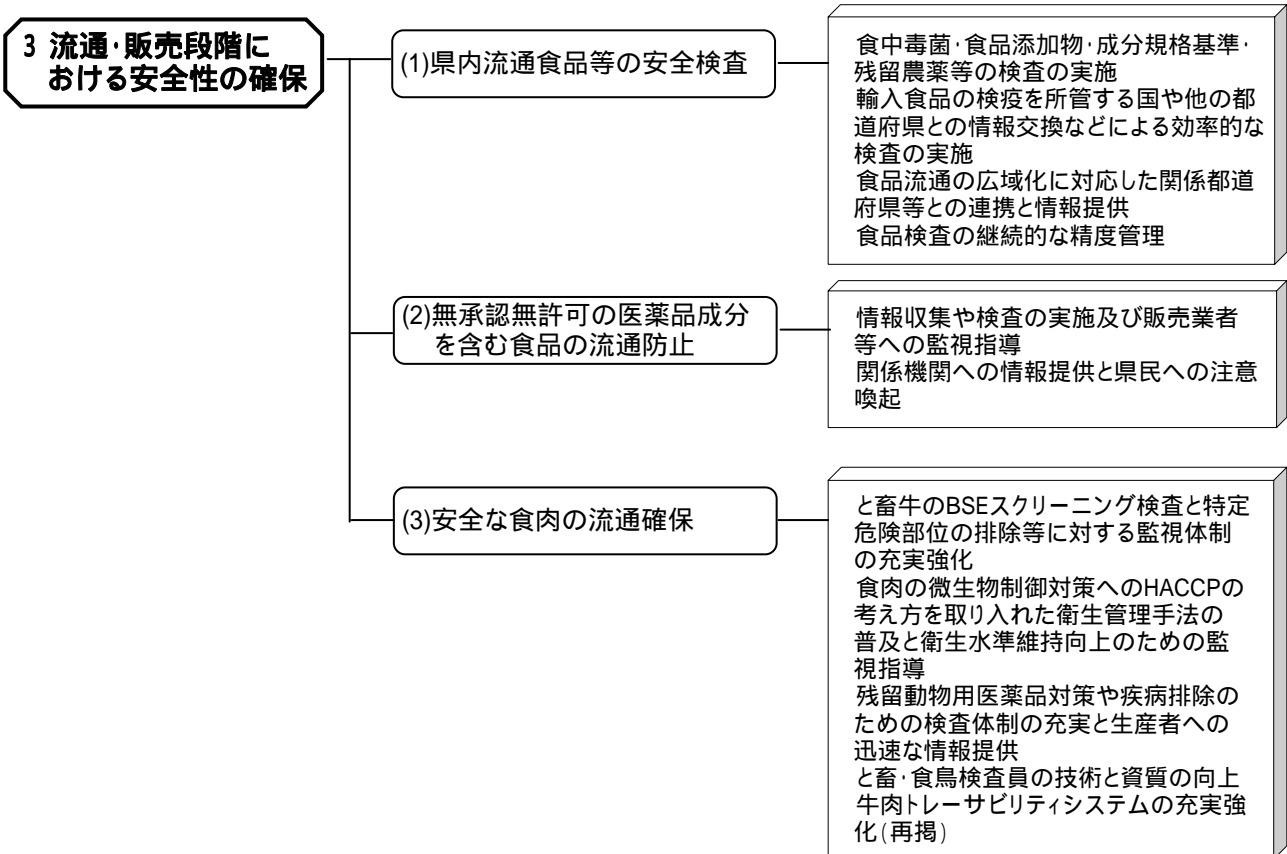 3 流通・販売段階に
おける安全性の確保
(1)県内流通食品等の安全検査
食中毒菌・食品添加物・成分規格基準・
残留農薬等の検査の実施
輸入食品の検疫を所管する国や他の都
道府県との情報交換などによる効率的な
検査の実施
食品流通の広域化に対応した関係都道
府県等との連携と情報提供
食品検査の継続的な精度管理
(2)無承認無許可の医薬品成分
を含む食品の流通防止
情報収集や検査の実施及び販売業者
等への監視指導
関係機関への情報提供と県民への注意
喚起
(3)安全な食肉の流通確保
と畜牛のBSEスクリーニング検査と特定
危険部位の排除等に対する監視体制
の充実強化
食肉の微生物制御対策へのHACCPの
考え方を取り入れた衛生管理手法の
普及と衛生水準維持向上のための監
視指導
残留動物用医薬品対策や疾病排除の
ための検査体制の充実と生産者への
迅速な情報提供
と畜・食鳥検査員の技術と資質の向上
牛肉トレーサビリティシステムの充実強
化(再掲)